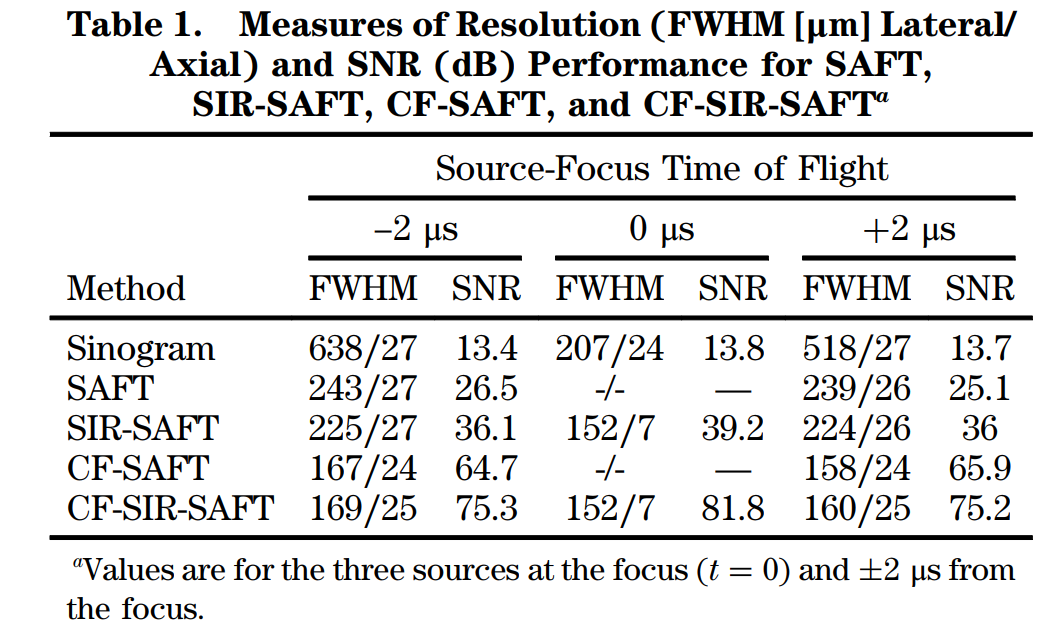 Table 1. Measures of Resolution (FWHM [μm] Lateral/
Axial) and SNR (dB) Performance for SAFT,
SIR-SAFT, CF-SAFT, and CF-SIR-SAFTa
Source-Focus Time of Flight
–2 μs 0 μs +2 μs
Method FWHM SNR FWHM SNR FWHM SNR
Sinogram 638/27 13.4 207/24 13.8 518/27 13.7
SAFT 243/27 26.5 -/- — 239/26 25.1
SIR-SAFT 225/27 36.1 152/7 39.2 224/26 36
CF-SAFT 167/24 64.7 -/- — 158/24 65.9
CF-SIR-SAFT 169/25 75.3 152/7 81.8 160/25 75.2
aValues are for the three sources at the focus (t = 0) and ±2 μs from
the focus.